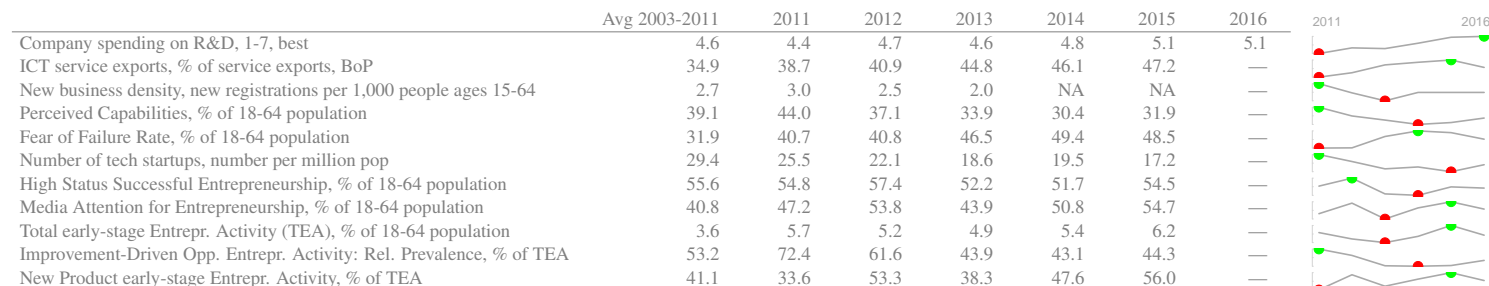 Avg 2003-2011 2011 2012 2013 2014 2015 2016 2011 2016
Company spending on R&D, 1-7, best 4.6 4.4 4.7 4.6 4.8 5.1 5.1
ICT service exports, % of service exports, BoP 34.9 38.7 40.9 44.8 46.1 47.2 —
New business density, new registrations per 1,000 people ages 15-64 2.7 3.0 2.5 2.0 NA NA —
Perceived Capabilities, % of 18-64 population 39.1 44.0 37.1 33.9 30.4 31.9 —
Fear of Failure Rate, % of 18-64 population 31.9 40.7 40.8 46.5 49.4 48.5 —
Number of tech startups, number per million pop 29.4 25.5 22.1 18.6 19.5 17.2 —
High Status Successful Entrepreneurship, % of 18-64 population 55.6 54.8 57.4 52.2 51.7 54.5 —
Media Attention for Entrepreneurship, % of 18-64 population 40.8 47.2 53.8 43.9 50.8 54.7 —
Total early-stage Entrepr. Activity (TEA), % of 18-64 population 3.6 5.7 5.2 4.9 5.4 6.2 —
Improvement-Driven Opp. Entrepr. Activity: Rel. Prevalence, % of TEA 53.2 72.4 61.6 43.9 43.1 44.3 —
New Product early-stage Entrepr. Activity, % of TEA 41.1 33.6 53.3 38.3 47.6 56.0 —